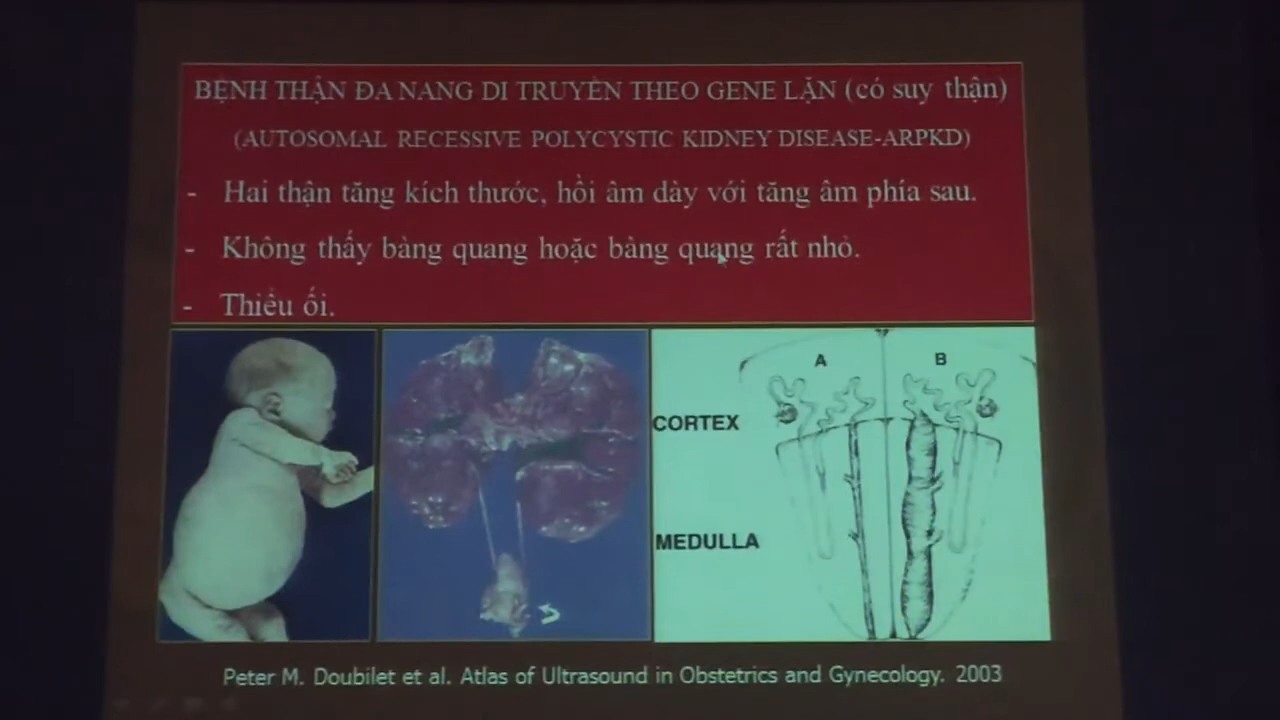 BỆNH THẬN ĐA NANG DI TRUYỀN THEO GENE LẶN (có suy thận)
(AUTOSOMAL RECESSIVE POLYCYSTIC KIDNEY DISEASE-ARPKD)
- Hai thận tăng kích thước, hồi âm dày với tăng âm phía sau.
- Không thấy bàng quang hoặc bàng quang rất nhỏ.
- Thiểu ối.
A B
CORTEX
MEDULLA
Peter M. Doubilet et al. Atlas of Ultrasound in Obstetrics and Gynecology. 2003